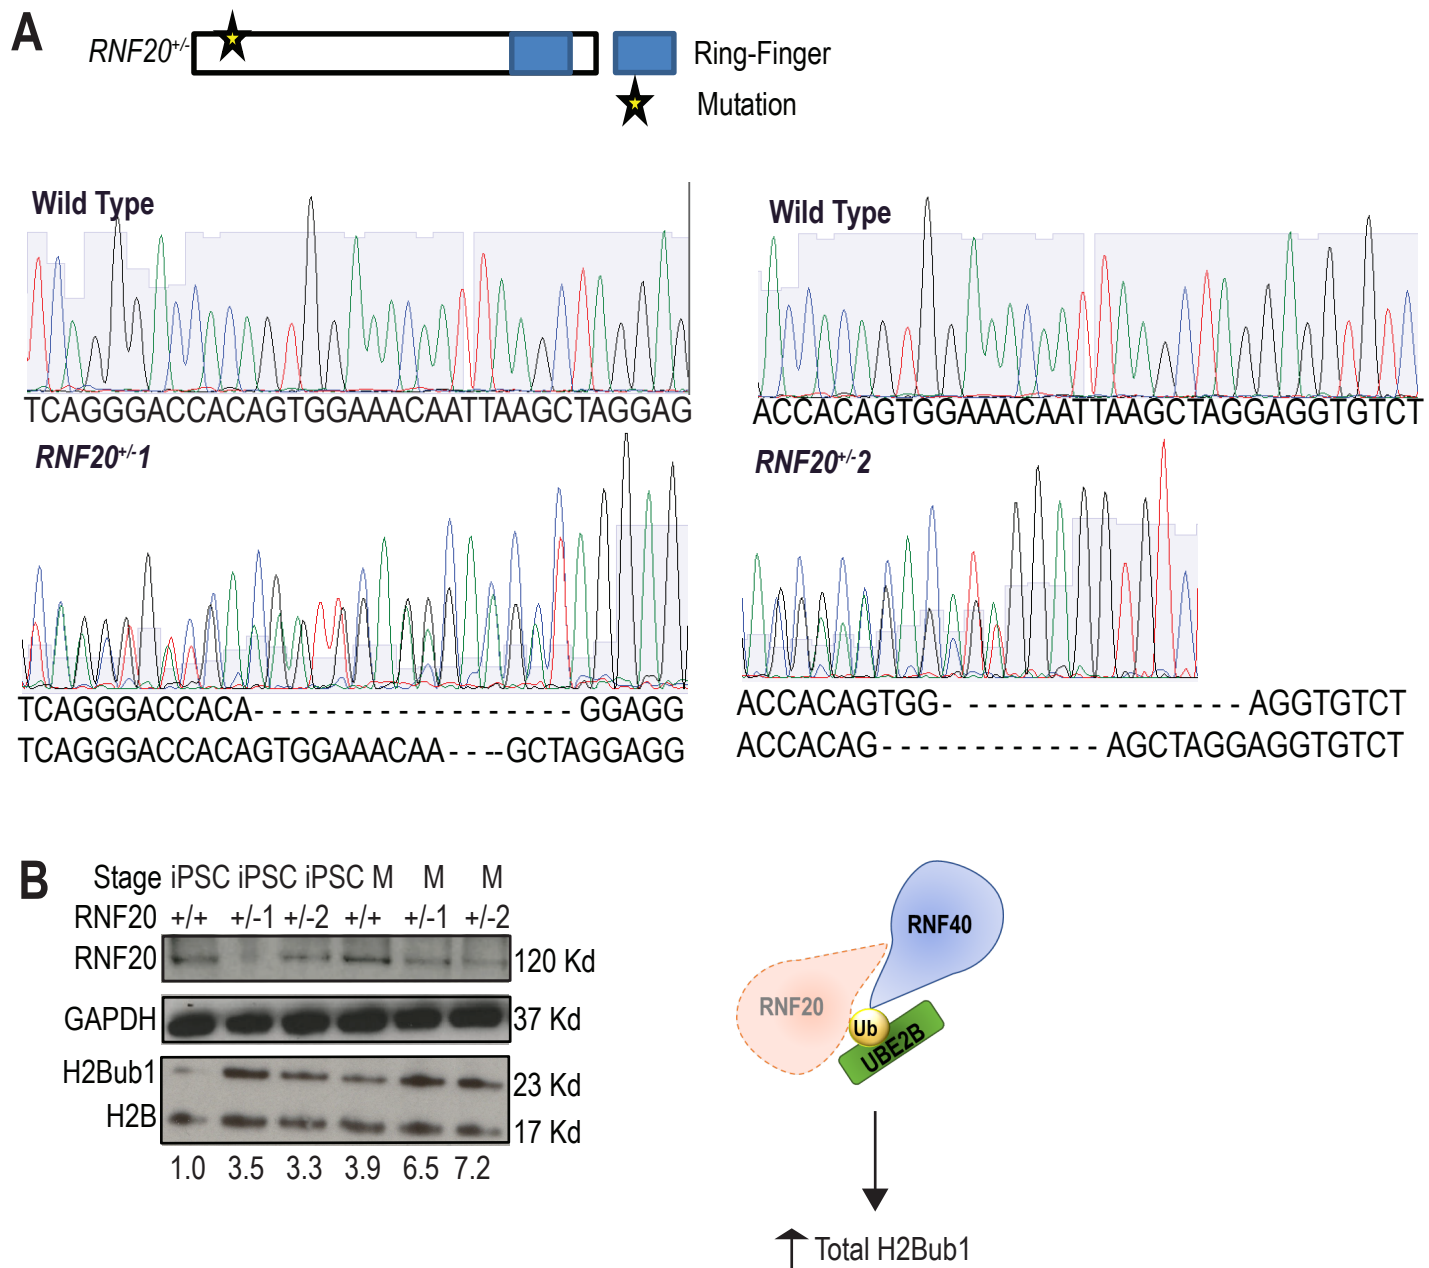 A
RNF20+/-
Ring-Finger
Mutation
Wild Type
TCAGGGACCACAGTGGAAACAATTAAGCTAGGAG
RNF20+/-1
TCAGGGACCACA- - - - - - - - - - - - - - - - - - GGAGG
TCAGGGACCACAGTGGAAACAA- - --GCTAGGAGG
Wild Type
ACCACAGTGGAAACAATTAAGCTAGGAGGTGTCT
RNF20+/-2
ACCACAGTGG- - - - - - - - - - - - - - - - AGGTGTCT
ACCACAG- - - - - - - - - - - - AGCTAGGAGGTGTCT
B
Stage iPSC iPSC iPSC M M M
RNF20 +/+ +/-1 +/-2 +/+ +/-1 +/-2
RNF20 120 Kd
GAPDH 37 Kd
H2Bub1 23 Kd
H2B 17 Kd
1.0 3.5 3.3 3.9 6.5 7.2
RNF40
RNF20
Ub
UBE2B
↑ Total H2Bub1